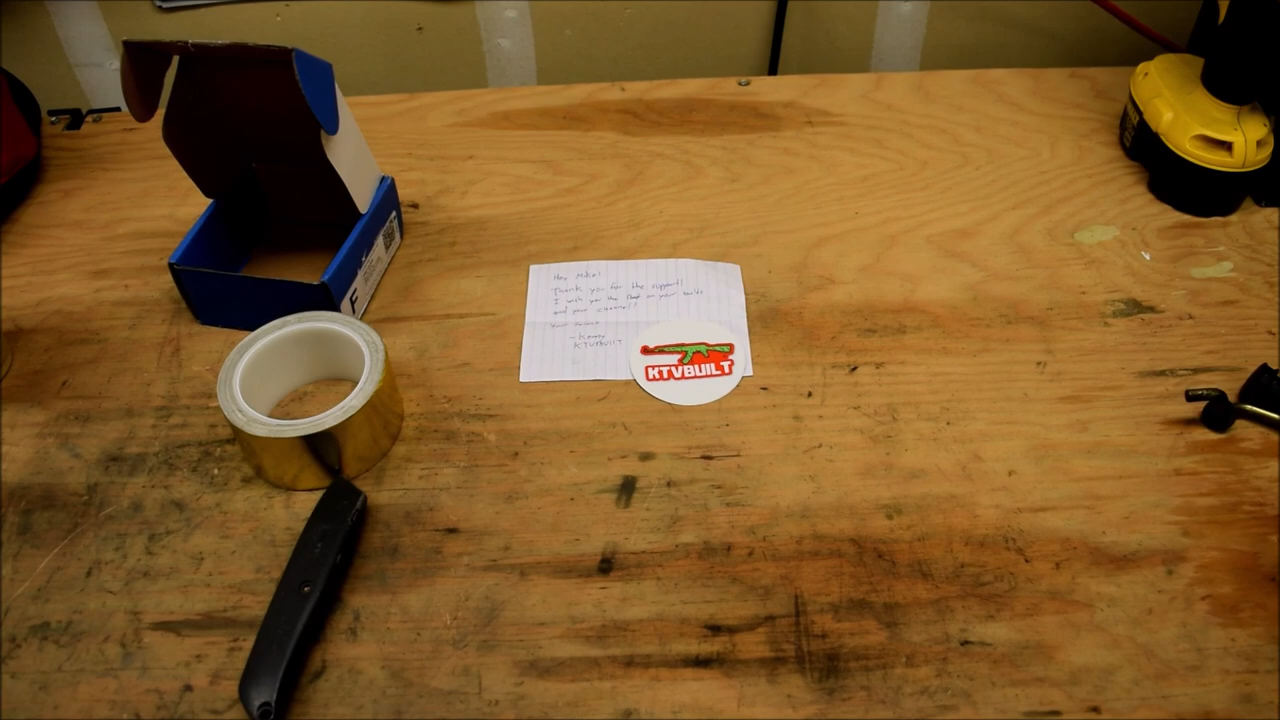 Hey Mike!
Thank you for the support!
I wish you the best on your builds
and your channel!!
Your friend
- Kenny
KTVBUILT
KTVBUILT
F